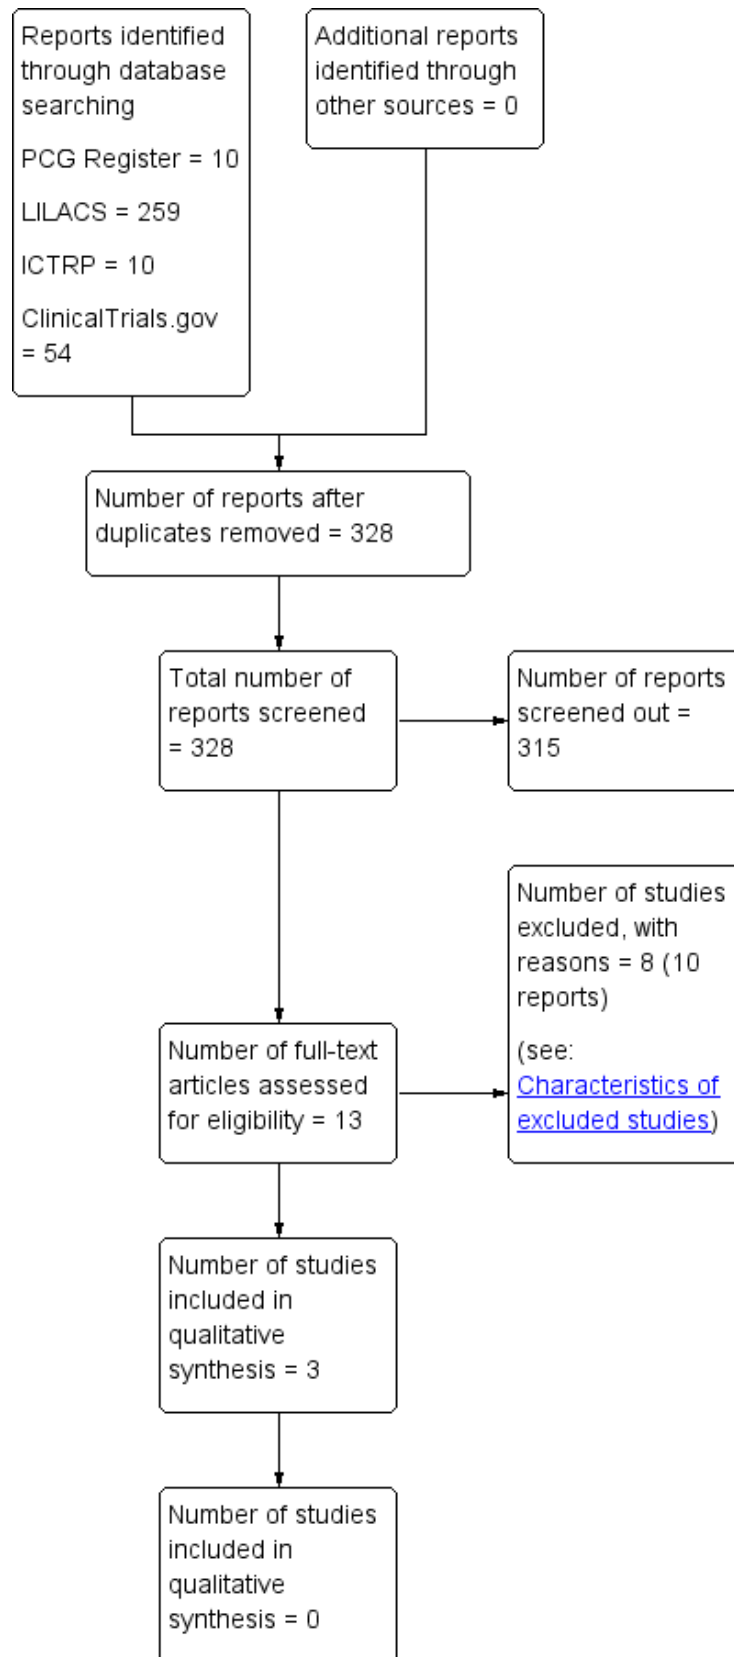 Reports identified
through database
searching
PCG Register = 10
LILACS = 259
ICTRP = 10
ClinicalTrials.gov
= 54
Additional reports
identified through
other sources = 0
Number of reports after
duplicates removed = 328
Total number of
reports screened
= 328
Number of reports
screened out =
315
Number of studies
excluded, with
reasons = 8 (10
reports)
(see:
Characteristics of
excluded studies)
Number of full-text
articles assessed
for eligibility = 13
Number of studies
included in
qualitative
synthesis = 3
Number of studies
included in
qualitative
synthesis = 0